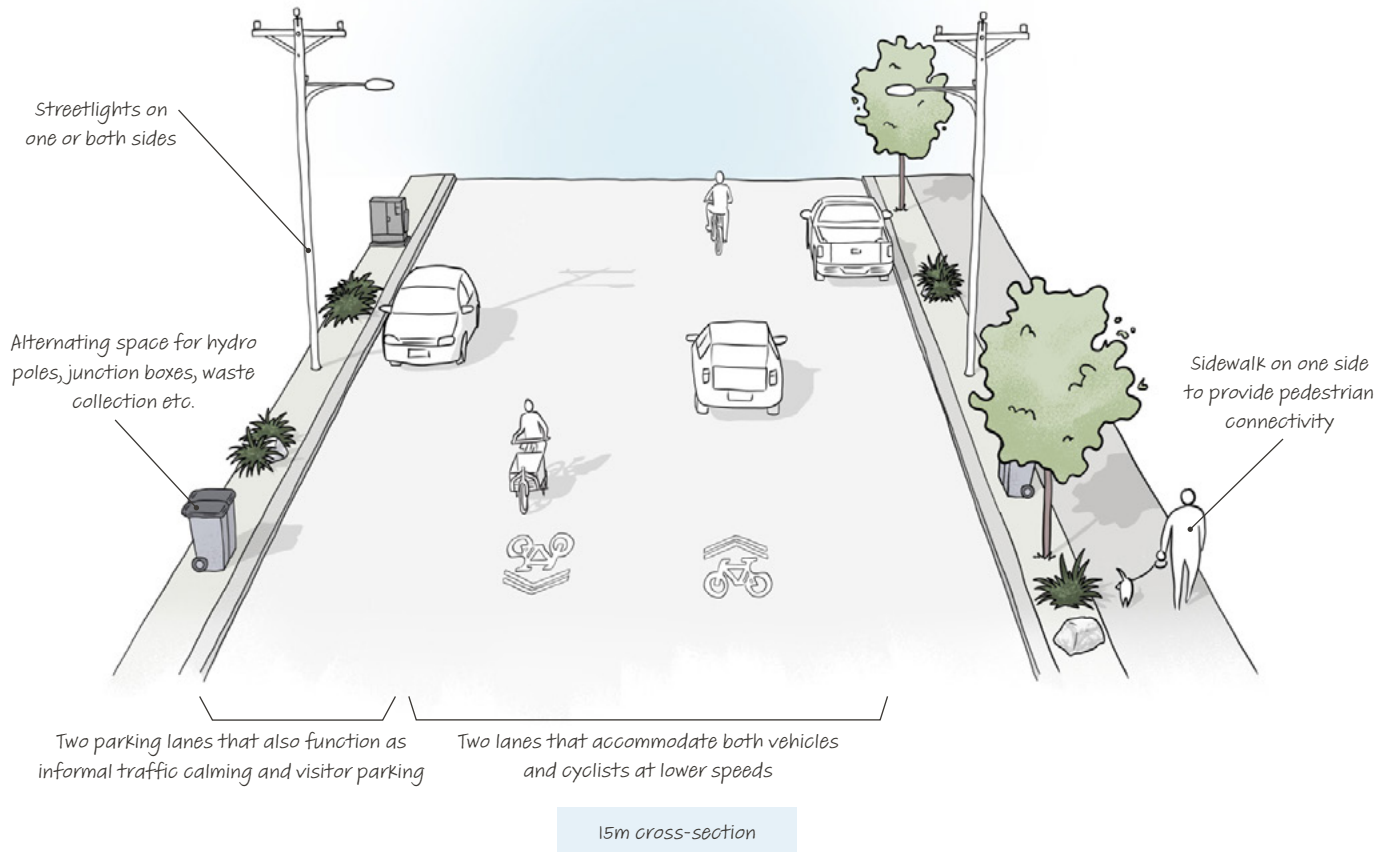 Streetlights on
one or both sides
Alternating space for hydro
poles, junction boxes, waste
collection etc.
Sidewalk on one side
to provide pedestrian
connectivity
Two parking lanes that also function as
informal traffic calming and visitor parking
Two lanes that accommodate both vehicles
and cyclists at lower speeds
15m cross-section